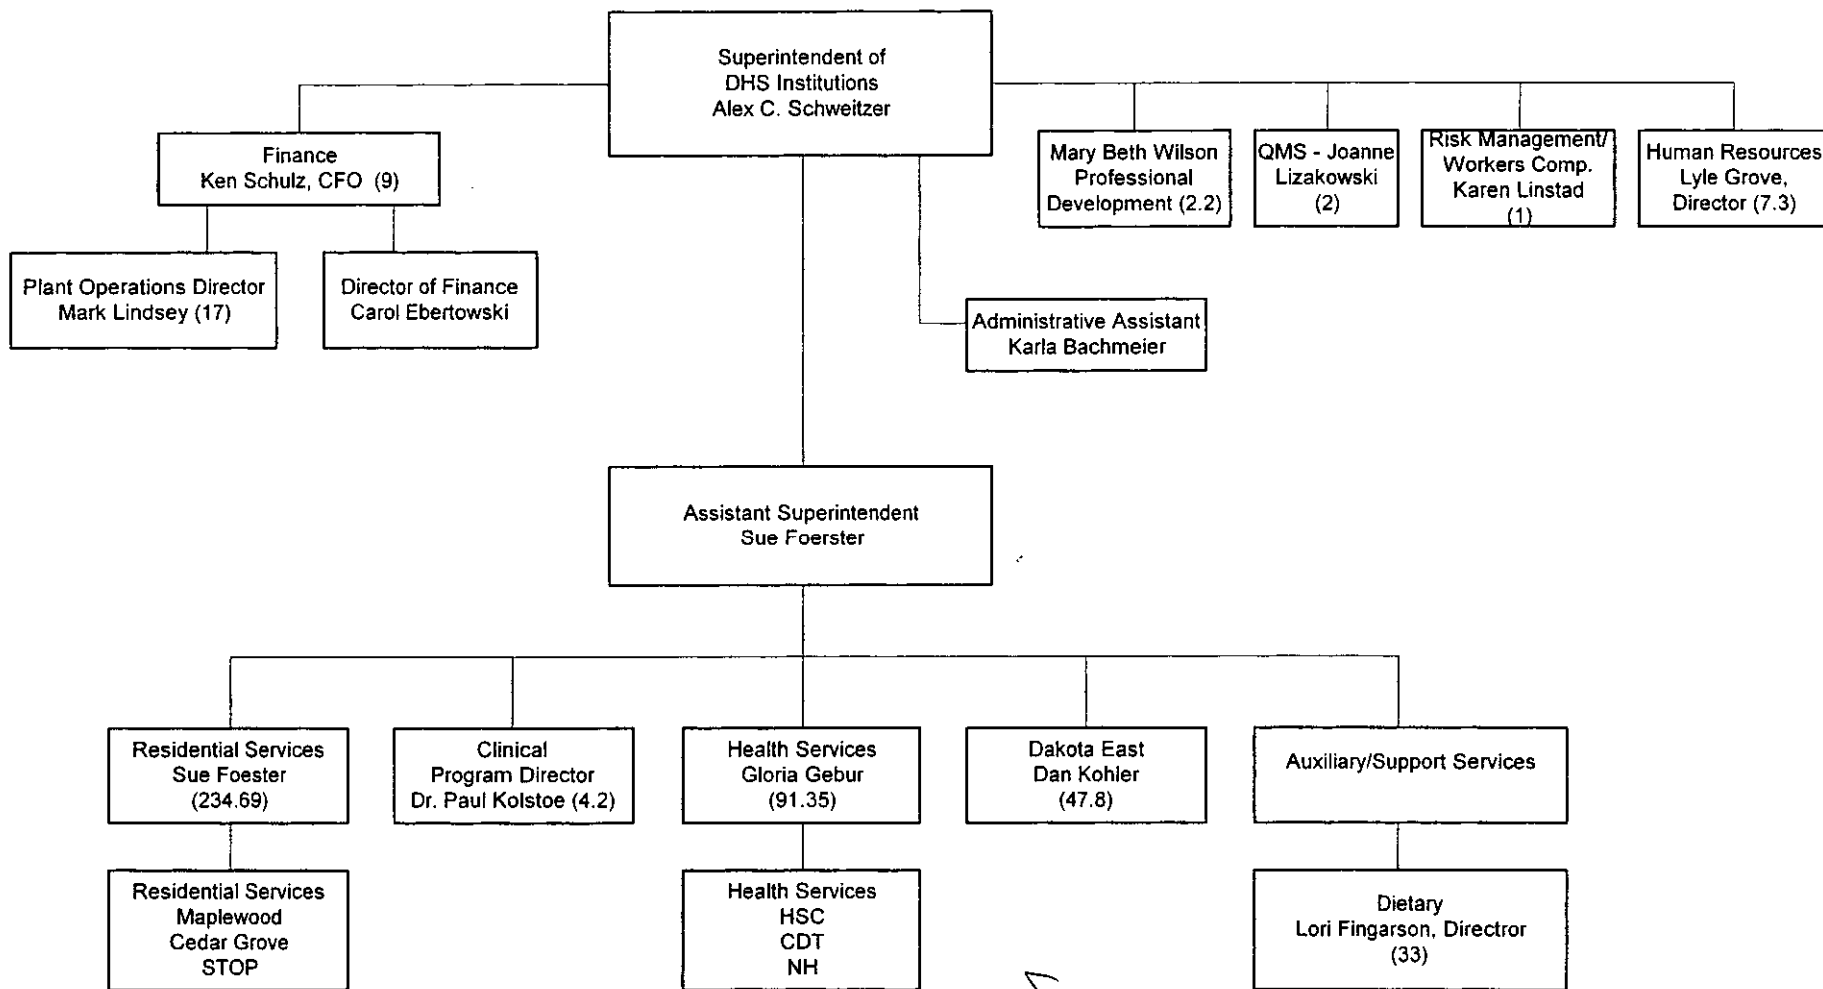 Superintendent of
DHS Institutions
Alex C. Schweitzer
Finance
Ken Schulz, CFO (9)
Mary Beth Wilson
Professional
Development (2.2)
QMS - Joanne
Lizakowski
(2)
Risk Management/
Workers Comp.
Karen Linstad
(1)
Human Resources
Lyle Grove,
Director (7.3)
Plant Operations Director
Mark Lindsey (17)
Director of Finance
Carol Ebertowski
Administrative Assistant
Karla Bachmeier
Assistant Superintendent
Sue Foerster
Residential Services
Sue Foester
(234.69)
Clinical
Program Director
Dr. Paul Kolstoe (4.2)
Health Services
Gloria Gebur
(91.35)
Dakota East
Dan Kohler
(47.8)
Auxiliary/Support Services
Residential Services
Maplewood
Cedar Grove
STOP
Health Services
HSC
CDT
NH
Dietary
Lori Fingarson, Directror
(33)